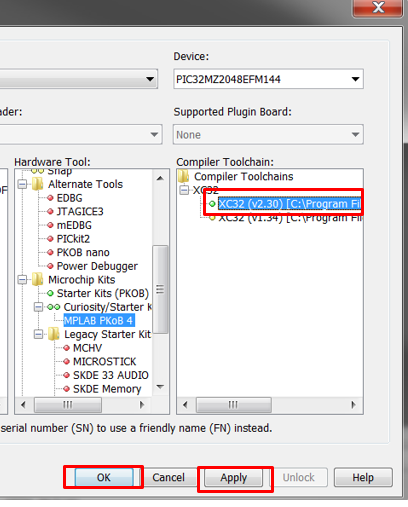 Device:
PIC32MZ2048EFM144
ader:
Supported Plugin Board:
None
Hardware Tool:
Compiler Toolchain:
Snap
Alternate Tools
EDBG
JTAGICE3
mEDBG
PICkit2
PKOB nano
Power Debugger
Microchip Kits
Starter Kits (PKOB)
Curiosity/Starter K
MPLAB PKoB 4
Legacy Starter Kit
MCHV
MICROSTICK
SKDE 33 AUDIO
SKDE Memory
Compiler Toolchains
XC32
XC32 (v2.30) [C:\Program Fil
XC32 (v1.34) [C:\Program Fil
serial number (SN) to use a friendly name (FN) instead.
OK
Cancel
Apply
Unlock
Help